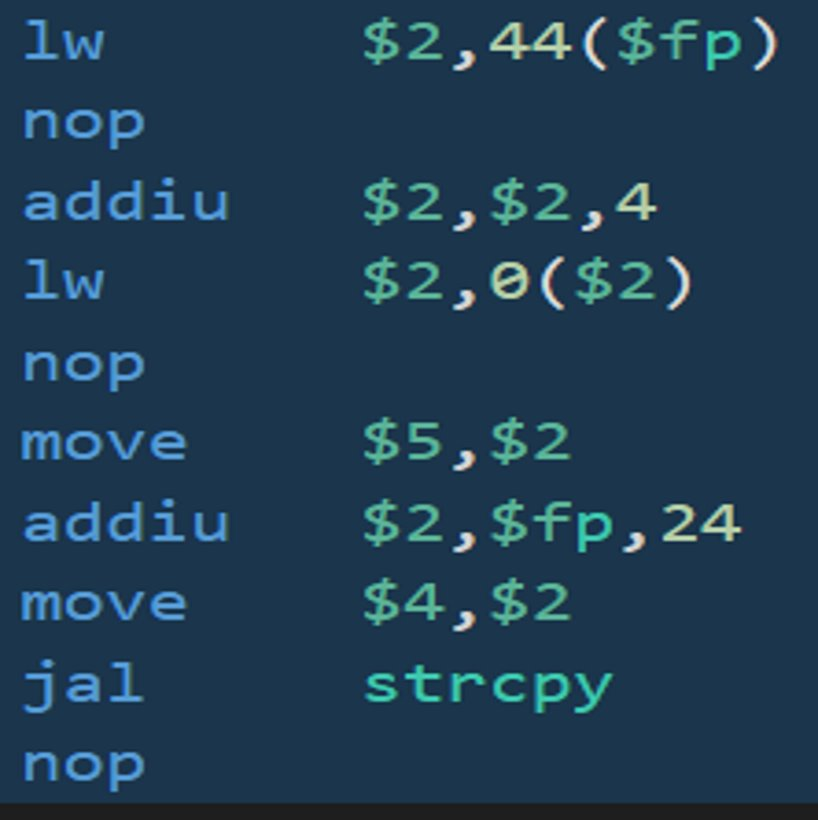 lw $2,44($fp)
nop
addiu $2,$2,4
lw $2,0($2)
nop
move $5,$2
addiu $2,$fp,24
move $4,$2
jal strcpy
nop